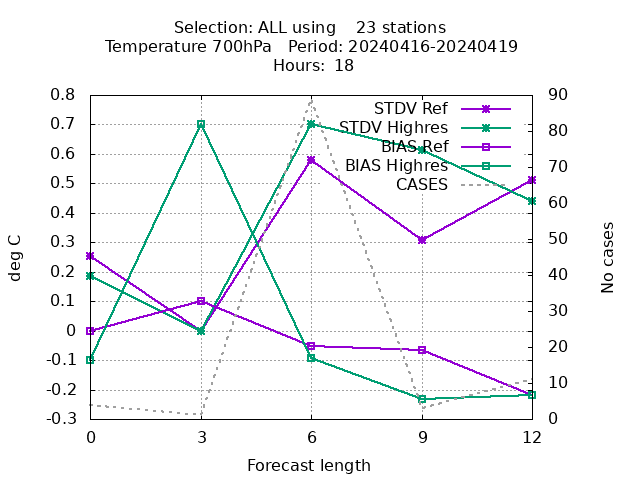 Selection: ALL using    23 stations
Temperature 700hPa   Period: 20240416-20240419
Hours:  18
0.8
0.7
0.6
0.5
0.4
0.3
0.2
0.1
0
-0.1
-0.2
-0.3
90
80
70
60
50
40
30
20
10
0
STDV Ref
STDV Highres
BIAS Ref
BIAS Highres
CASES
deg C
No cases
0 3 6 9 12
Forecast length